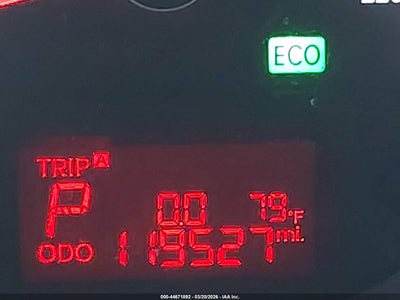 ECO
TRIP A
P 00 79°F
ODO 119527 mi.
000-44671892 - 03/20/2026 - IAA Inc.